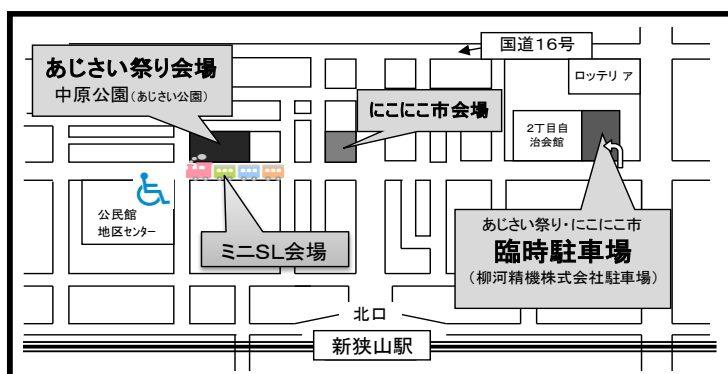 国道16号
あじさい祭り会場
中原公園(あじさい公園)
ロッテリ ア
にこにこ市会場
2丁目自
治会館
公民館
地区センター
ミニSL会場
あじさい祭り・にこにこ市
臨時駐車場
(柳河精機株式会社駐車場)
北口
新狭山駅